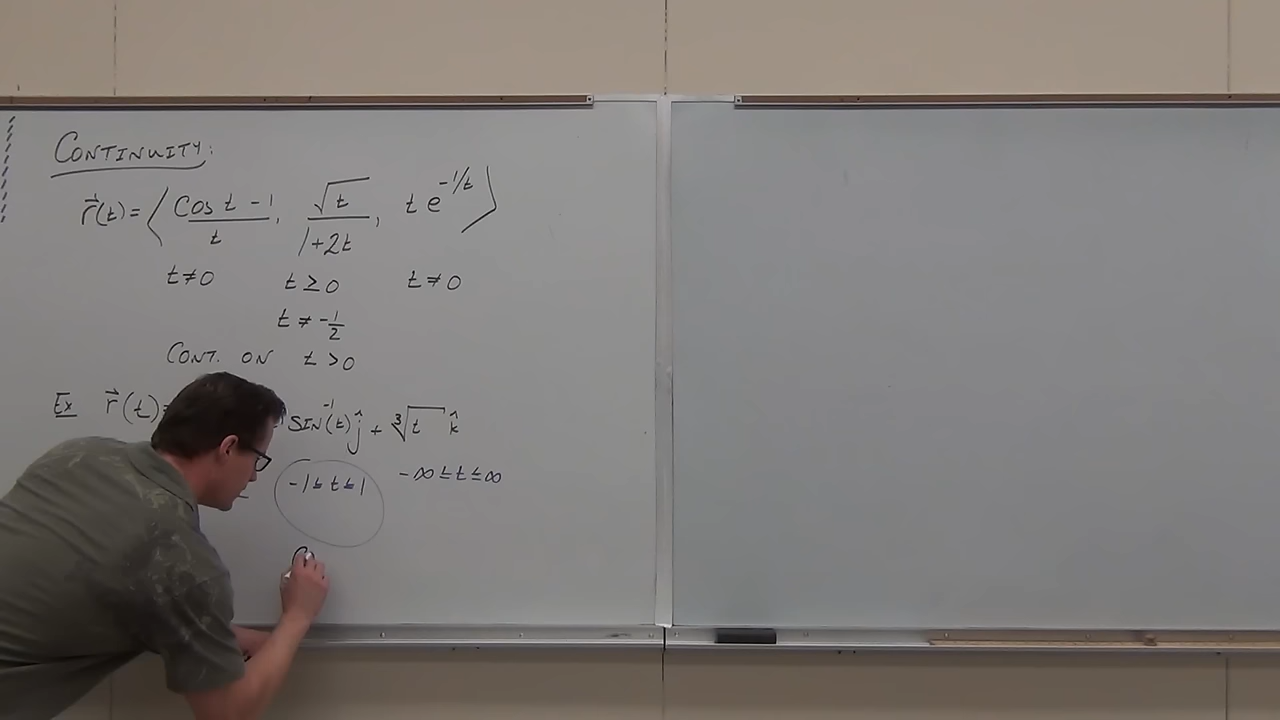 CONTINUITY:
r⃗(t)=⟨(Cos t -1)/t, √t/(1+2t), t e^(-1/t)⟩
t≠0 t≥0 t≠0
t≠-1/2
CONT. ON t>0
Ex r⃗(t)= SIN⁻¹(t)ĵ + ∛t k̂
-1≤t≤1 -∞≤t≤∞
C